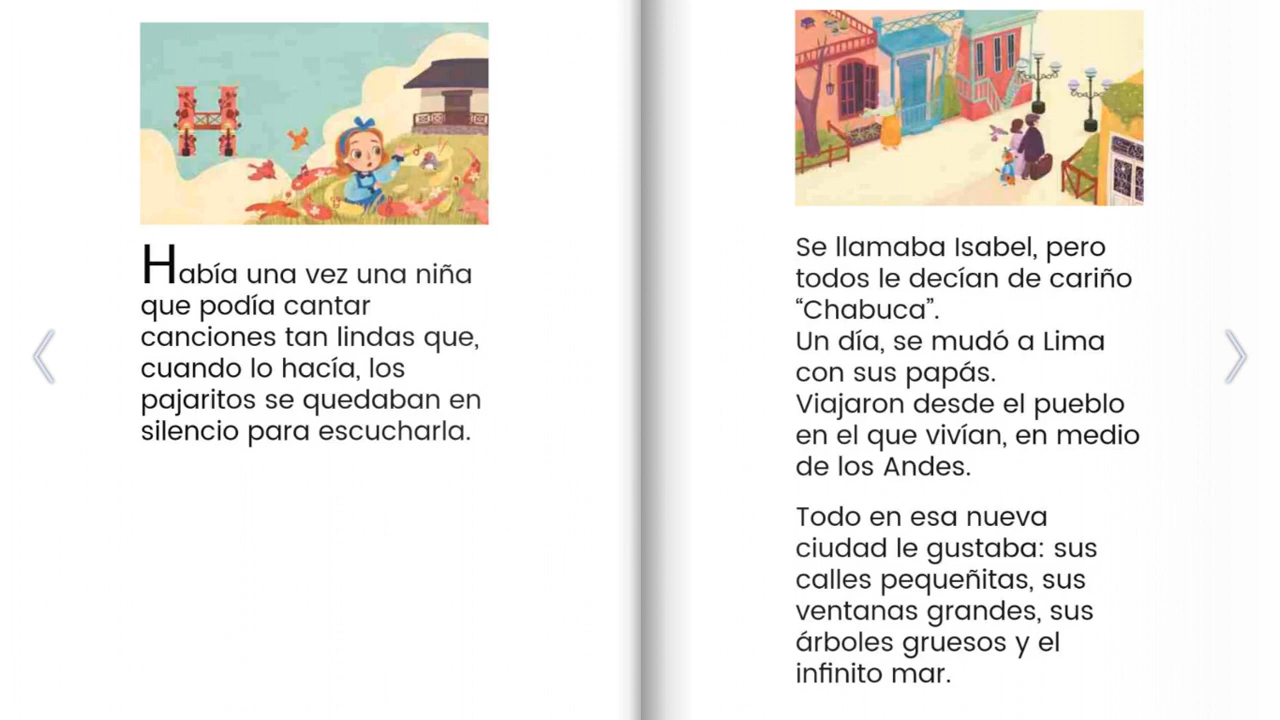 Había una vez una niña
que podía cantar
canciones tan lindas que,
cuando lo hacía, los
pajaritos se quedaban en
silencio para escucharla.
Se llamaba Isabel, pero
todos le decían de cariño
“Chabuca”.
Un día, se mudó a Lima
con sus papás.
Viajaron desde el pueblo
en el que vivían, en medio
de los Andes.
Todo en esa nueva
ciudad le gustaba: sus
calles pequeñitas, sus
ventanas grandes, sus
árboles gruesos y el
infinito mar.